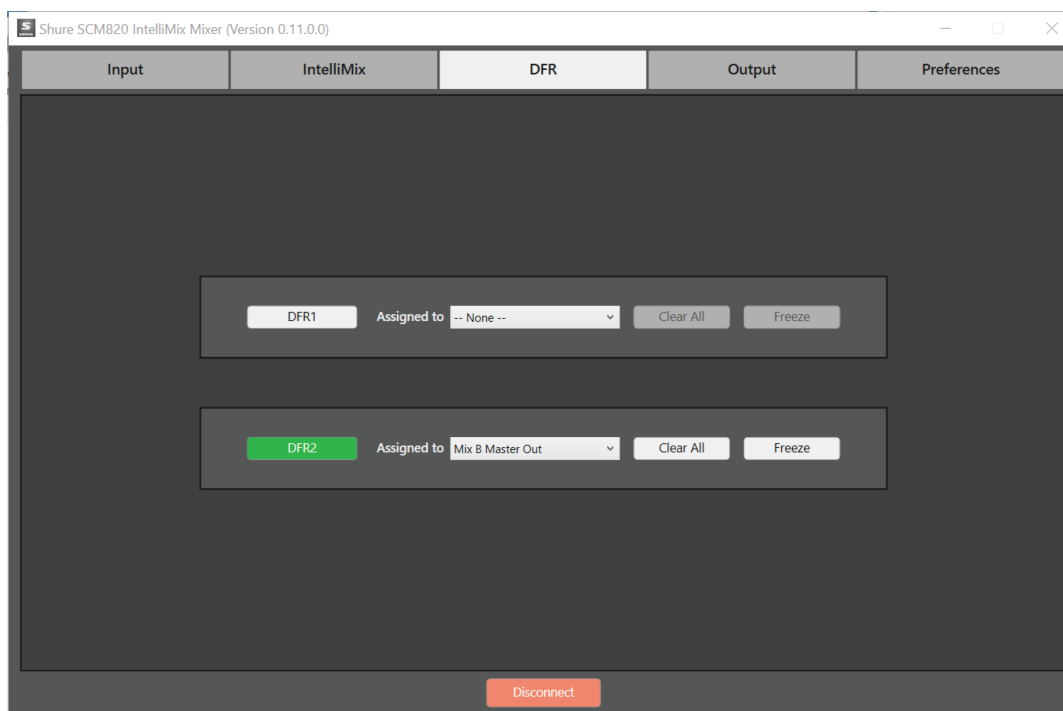 Shure SCM820 IntelliMix Mixer (Version 0.11.0.0)
Input IntelliMix DFR Output Preferences
DFR1 Assigned to -- None -- Clear All Freeze
DFR2 Assigned to Mix B Master Out Clear All Freeze
Disconnect